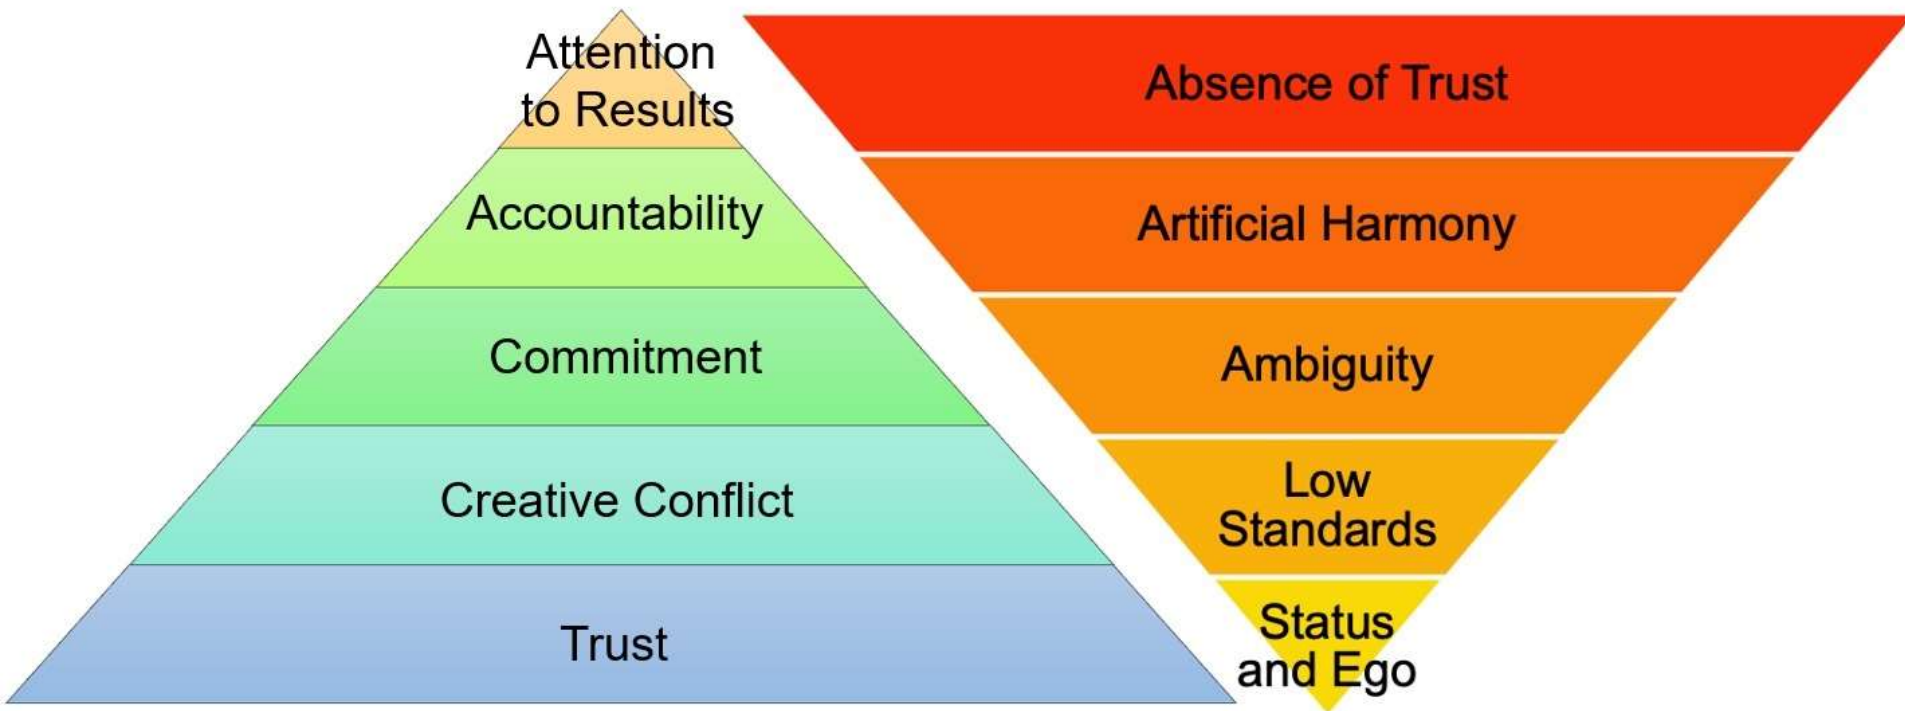 Attention
to Results
Accountability
Commitment
Creative Conflict
Trust
Absence of Trust
Artificial Harmony
Ambiguity
Low
Standards
Status
and Ego